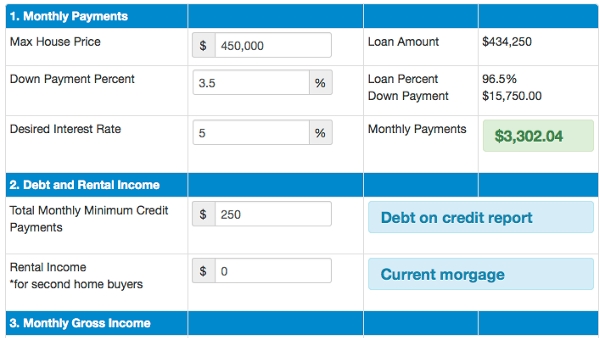 1. Monthly Payments
Max House Price $ 450,000 Loan Amount $434,250
Down Payment Percent 3.5 % Loan Percent 96.5%
Down Payment $15,750.00
Desired Interest Rate 5 % Monthly Payments $3,302.04
2. Debt and Rental Income
Total Monthly Minimum Credit $ 250 Debt on credit report
Payments
Rental Income $ 0 Current morgage
*for second home buyers
3. Monthly Gross Income